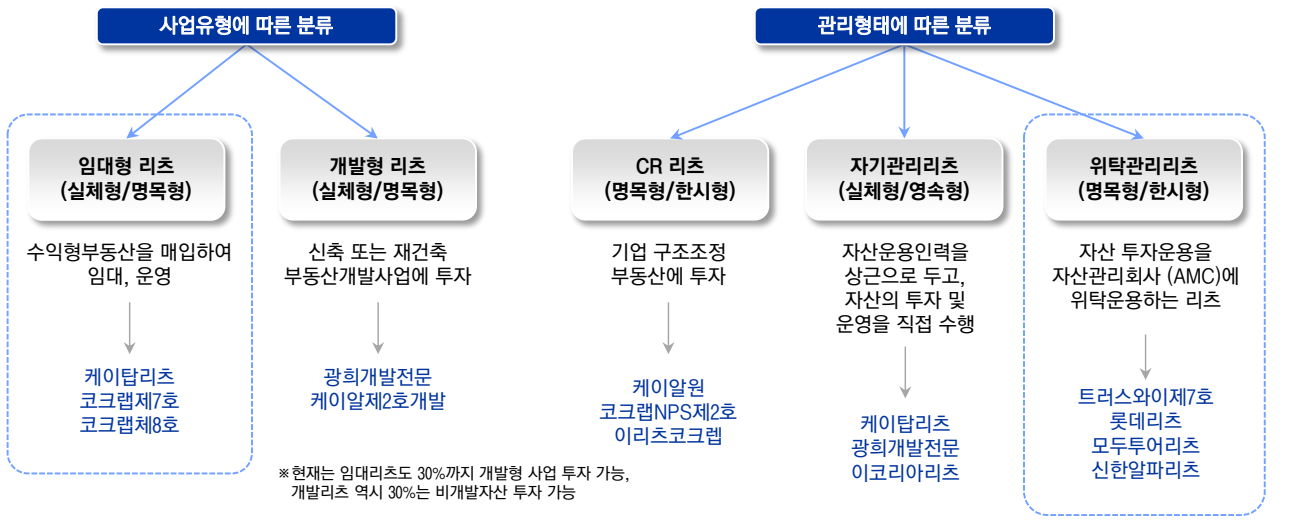 사업유형에 따른 분류
임대형 리츠
(실체형/명목형)
수익형부동산을 매입하여
임대, 운영
케이탑리츠
코크랩제7호
코크랩체8호
개발형 리츠
(실체형/명목형)
신축 또는 재건축
부동산개발사업에 투자
광희개발전문
케이알제2호개발
※현재는 임대리츠도 30%까지 개발형 사업 투자 가능,
개발리츠 역시 30%는 비개발자산 투자 가능
관리형태에 따른 분류
CR 리츠
(명목형/한시형)
기업 구조조정
부동산에 투자
케이알원
코크랩NPS제2호
이리츠코크렙
자기관리리츠
(실체형/영속형)
자산운용인력을
상근으로 두고,
자산의 투자 및
운영을 직접 수행
케이탑리츠
광희개발전문
이코리아리츠
위탁관리리츠
(명목형/한시형)
자산 투자운용을
자산관리회사 (AMC)에
위탁운용하는 리츠
트러스와이제7호
롯데리츠
모두투어리츠
신한알파리츠